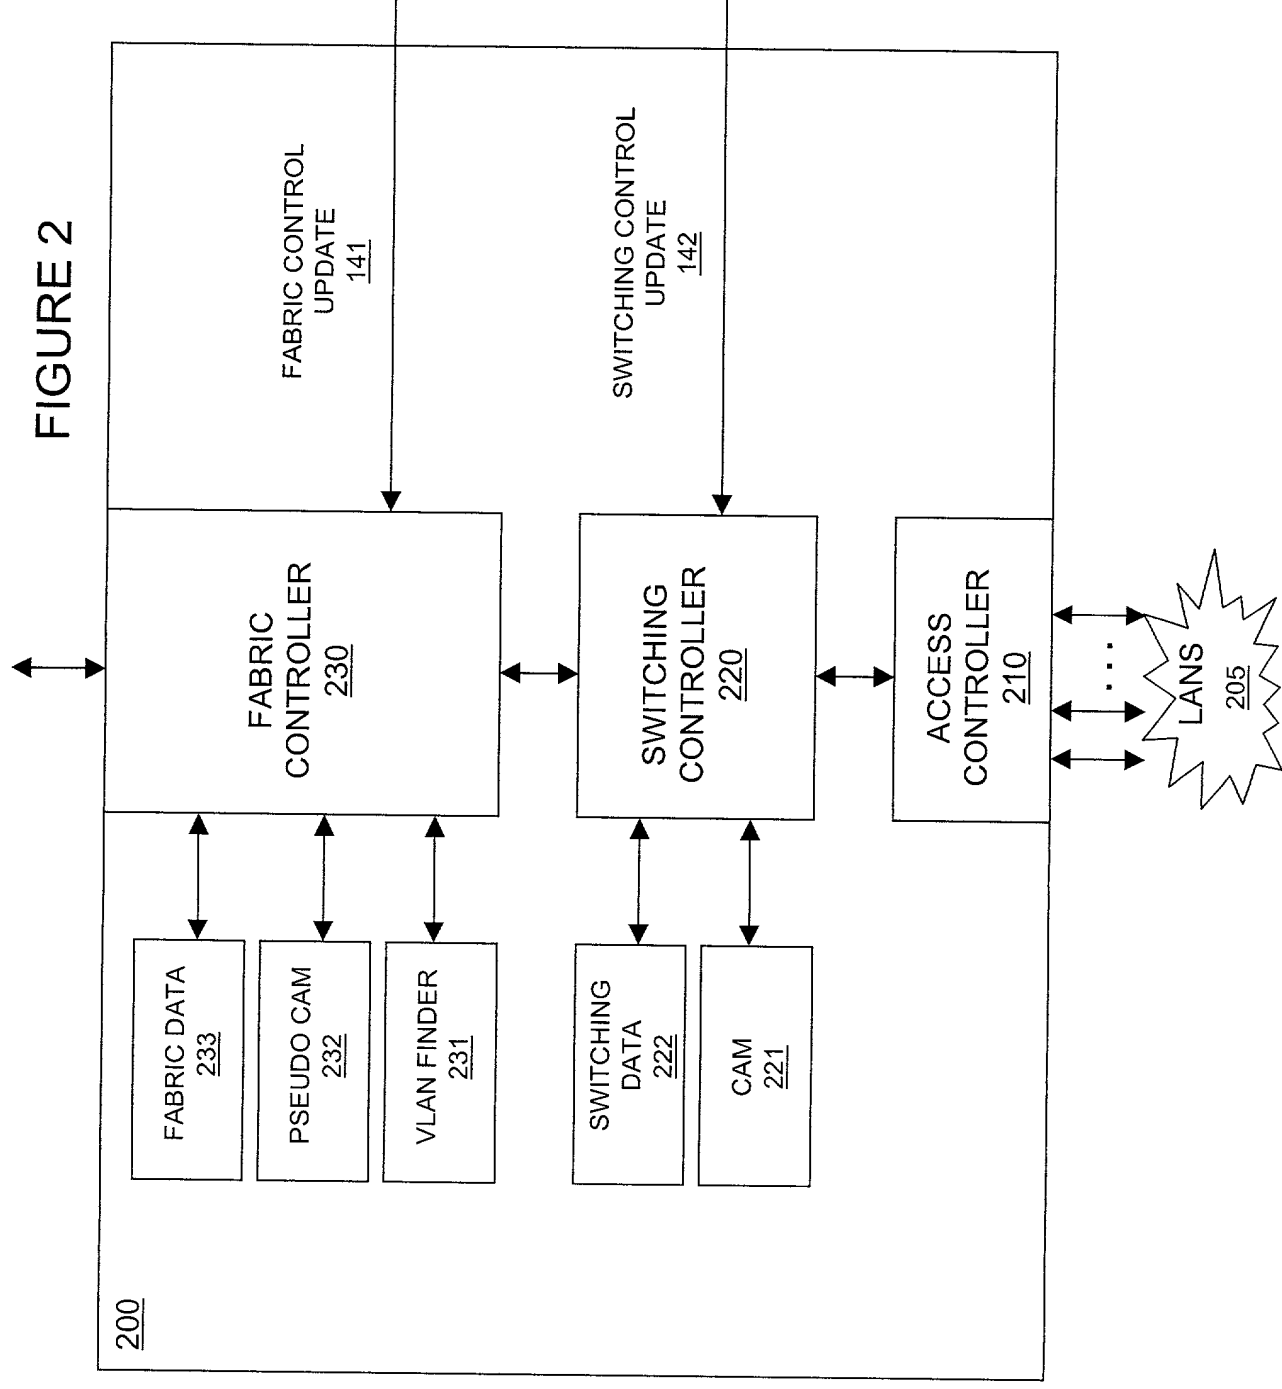 FIGURE 2
200
FABRIC DATA
233
PSEUDO CAM
232
VLAN FINDER
231
FABRIC
CONTROLLER
230
FABRIC CONTROL
UPDATE
141
SWITCHING
DATA
222
CAM
221
SWITCHING
CONTROLLER
220
SWITCHING CONTROL
UPDATE
142
ACCESS
CONTROLLER
210
...
LANS
205